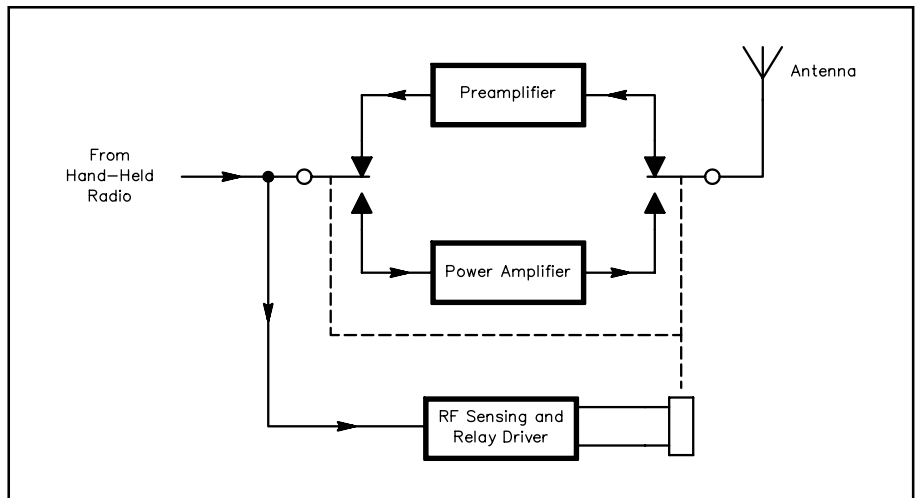 Preamplifier
Antenna
From
Hand-Held
Radio
Power Amplifier
RF Sensing and
Relay Driver